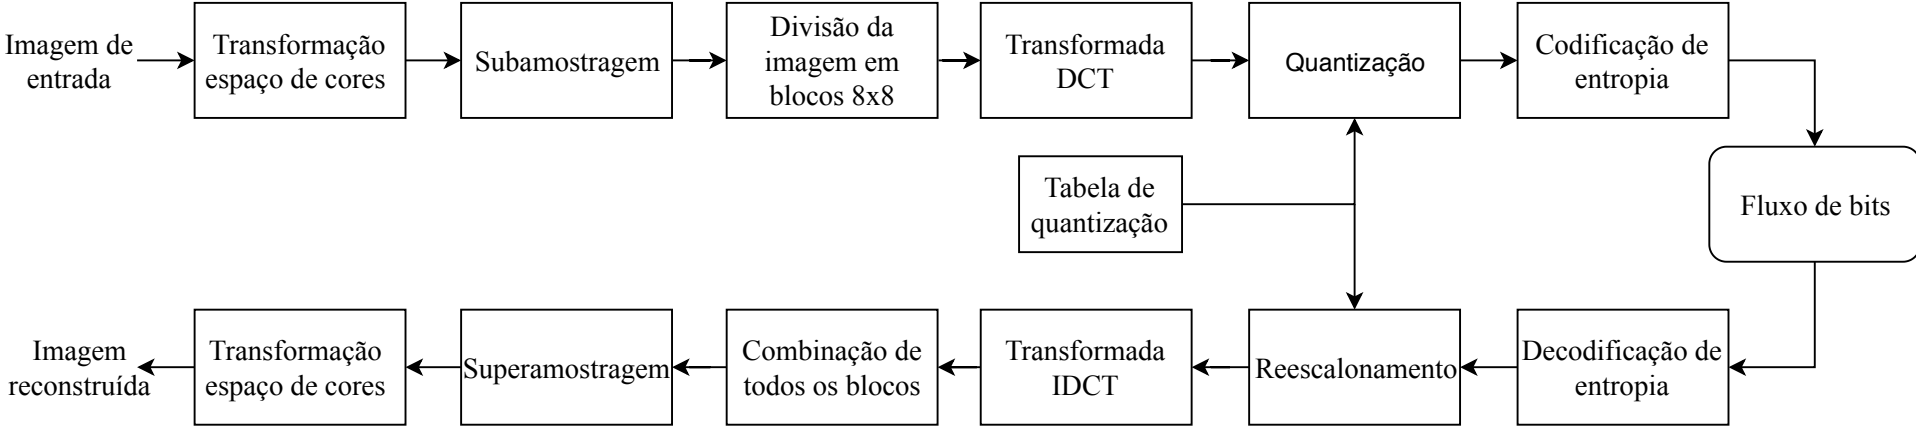 Imagem de
entrada
Transformação
espaço de cores
Subamostragem
Divisão da
imagem em
blocos 8x8
Transformada
DCT
Quantização
Codificação de
entropia
Tabela de
quantização
Fluxo de bits
Imagem
reconstruída
Transformação
espaço de cores
Superamostragem
Combinação de
todos os blocos
Transformada
IDCT
Reescalonamento
Decodificação de
entropia